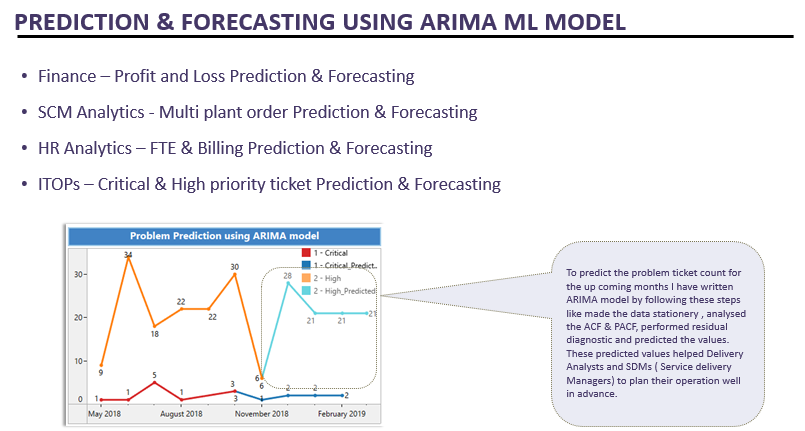 PREDICTION & FORECASTING USING ARIMA ML MODEL
• Finance – Profit and Loss Prediction & Forecasting
• SCM Analytics - Multi plant order Prediction & Forecasting
• HR Analytics – FTE & Billing Prediction & Forecasting
• ITOPs – Critical & High priority ticket Prediction & Forecasting
Problem Prediction using ARIMA model
1 - Critical
1 - Critical_Predict..
2 - High
2 - High_Predicted
30
20
10
0
34
30
28
22
22
18
9
21
21
21
6
6
1
1
5
1
3
3
1
2
2
2
May 2018
August 2018
November 2018
February 2019
To predict the problem ticket count for
the up coming months I have written
ARIMA model by following these steps
like made the data stationery , analysed
the ACF & PACF, performed residual
diagnostic and predicted the values.
These predicted values helped Delivery
Analysts and SDMs ( Service delivery
Managers) to plan their operation well
in advance.